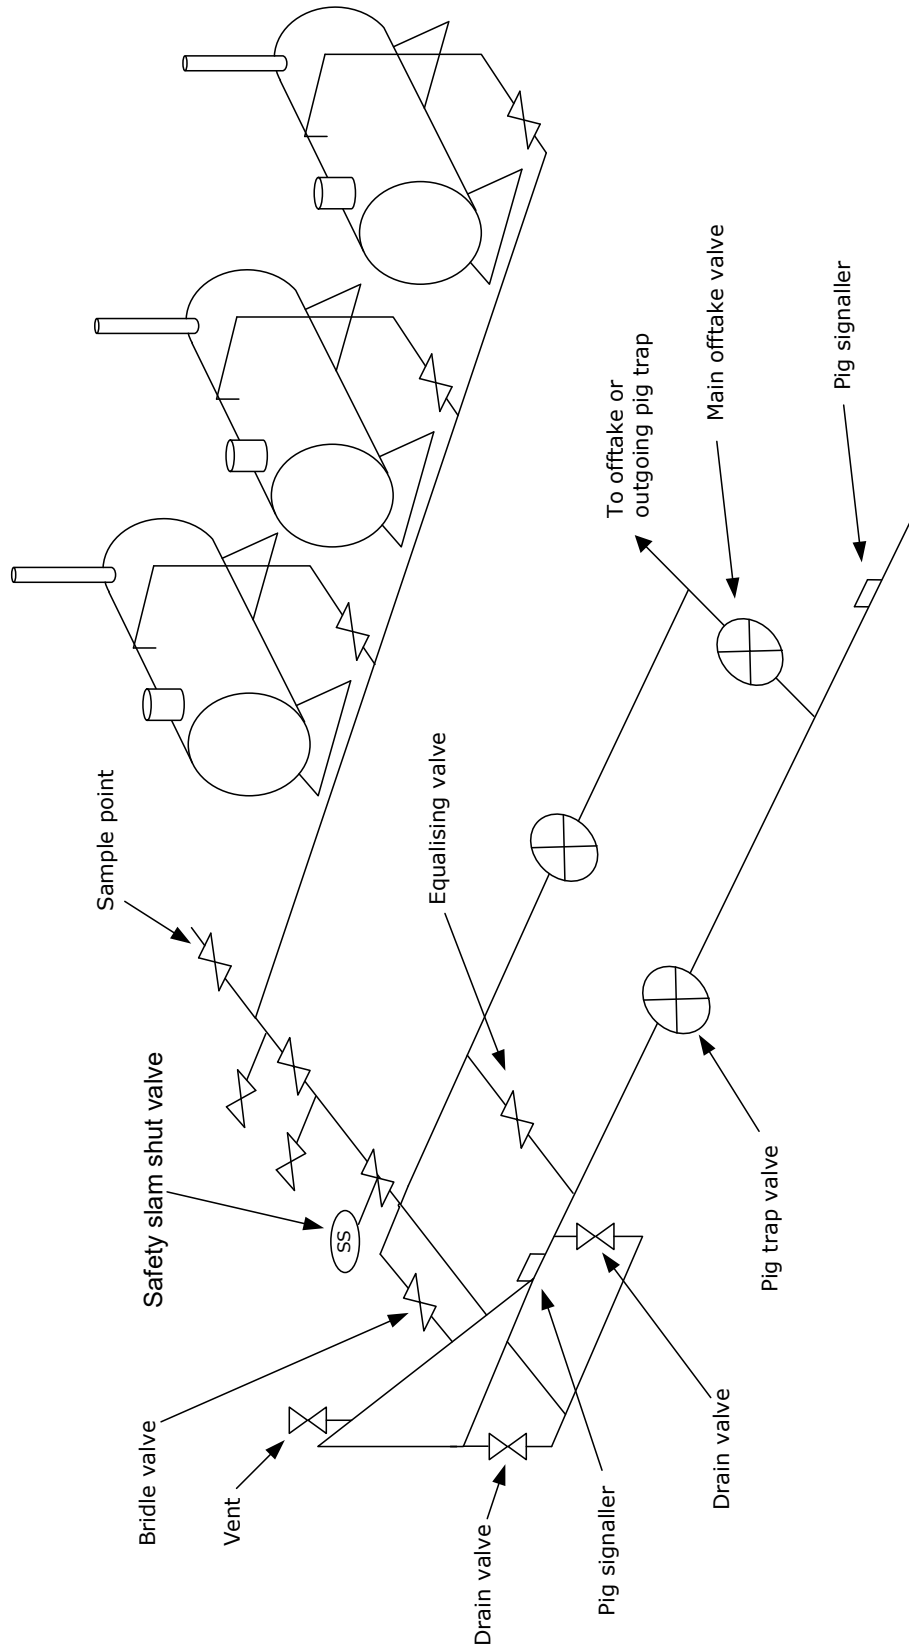 Sample point
Safety slam shut valve
SS
Bridle valve
Vent
Equalising valve
To offtake or
outgoing pig trap
Main offtake valve
Pig signaller
Pig trap valve
Drain valve
Pig signaller
Drain valve